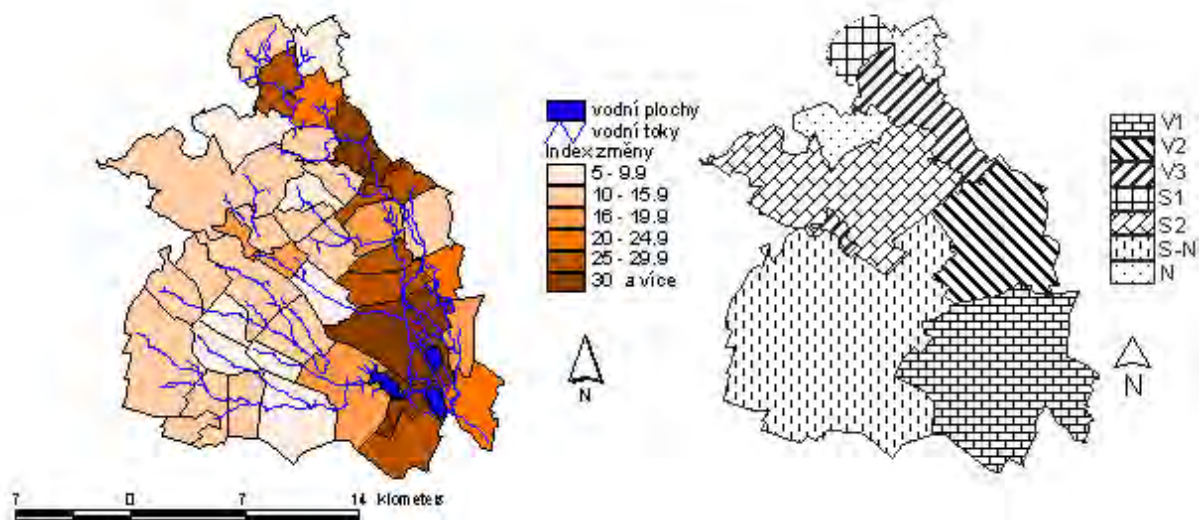 vodní plochy
vodní toky
Index změny
5 - 9.9
10 - 15.9
16 - 19.9
20 - 24.9
25 - 29.9
30 a více
N
7 0 7 14 kilometers
V1
V2
V3
S1
S2
S-N
N
N